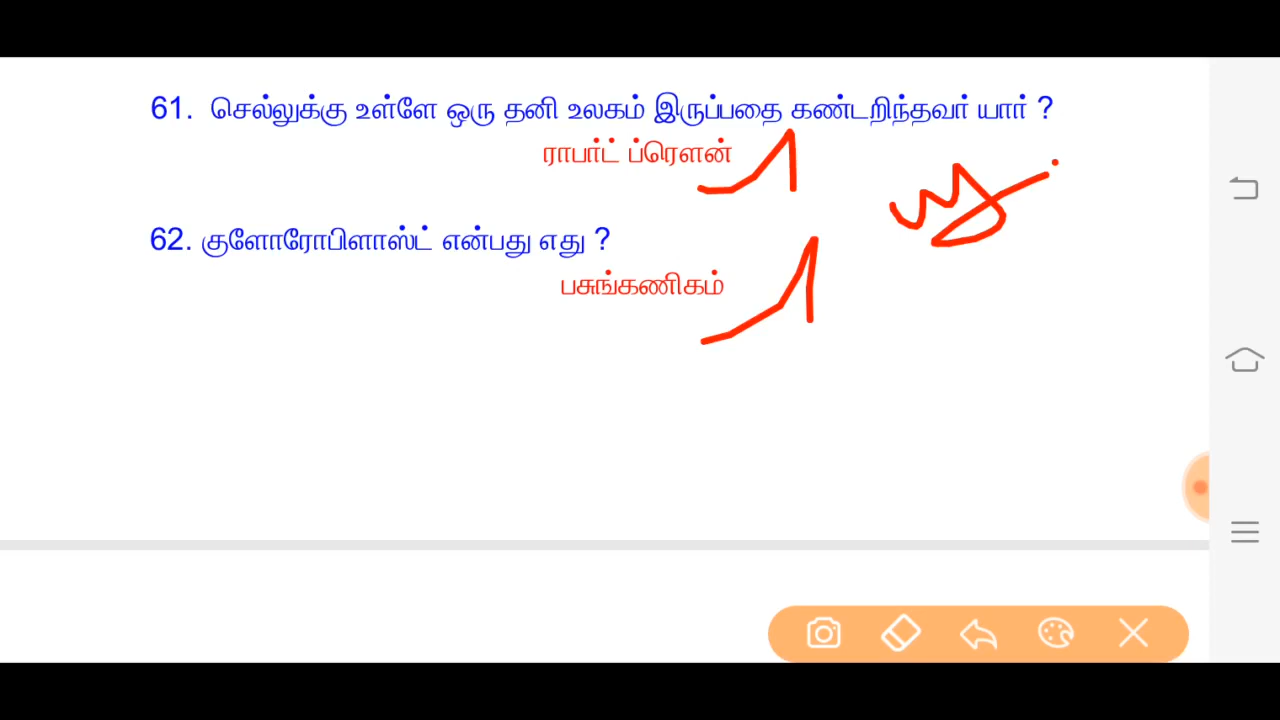 61. செல்லுக்கு உள்ளே ஒரு தனி உலகம் இருப்பதை கண்டறிந்தவர் யார் ?
ராபர்ட் ப்ரௌன்
62. குளோரோபிளாஸ்ட் என்பது எது ?
பசுங்கணிகம்